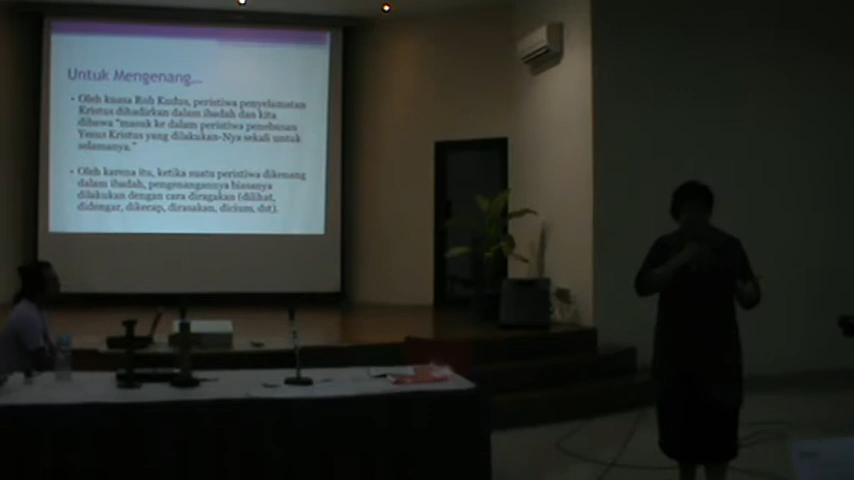 Untuk Mengenang...
• Oleh kuasa Roh Kudus, peristiwa penyelamatan
Kristus dihadirkan dalam ibadah dan kita
dibawa "masuk ke dalam peristiwa penebusan
Yesus Kristus yang dilakukan-Nya sekali untuk
selamanya."
• Oleh karena itu, ketika suatu peristiwa dikenang
dalam ibadah, pengenangannya biasanya
dilakukan dengan cara diragakan (dilihat,
didengar, dikecap, dirasakan, dicium, dst).